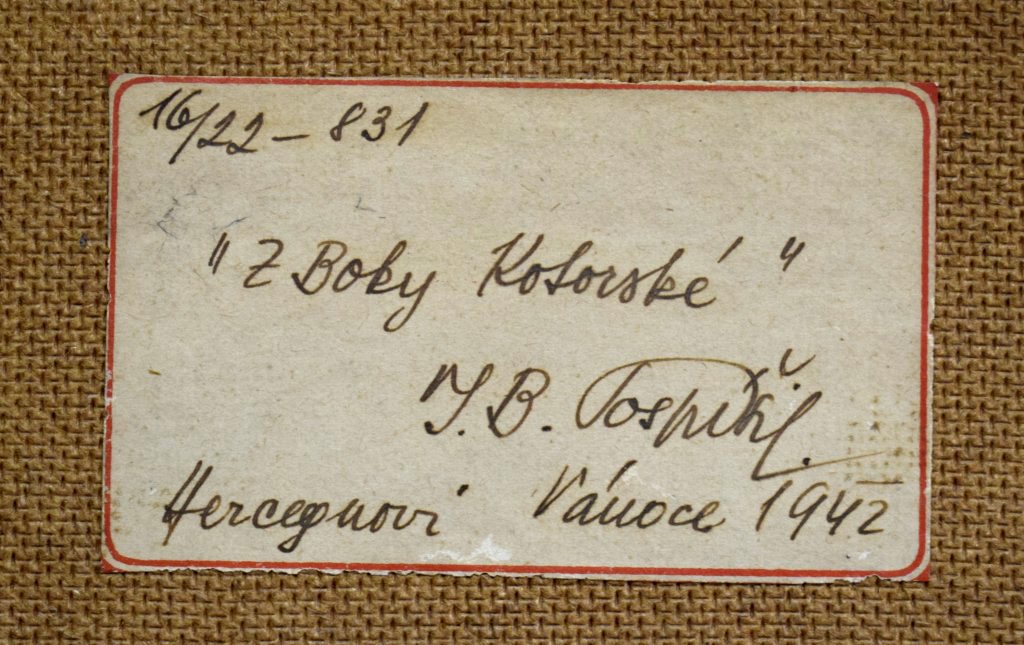 16/22 - 831
" Z Boky Kotorské "
J. B. Pospíšil.
Hercegnovi Vánoce 1942